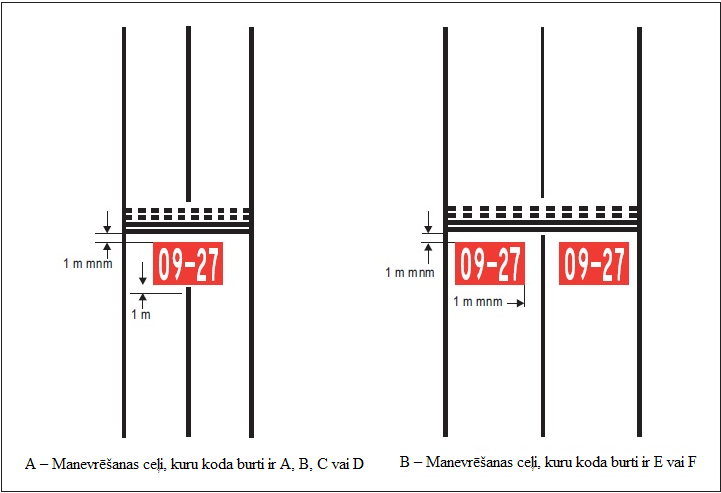 1 m mnm
09-27
1 m
A – Manevrēšanas ceļi, kuru koda burti ir A, B, C vai D
1 m mnm
09-27
09-27
1 m mnm
B – Manevrēšanas ceļi, kuru koda burti ir E vai F